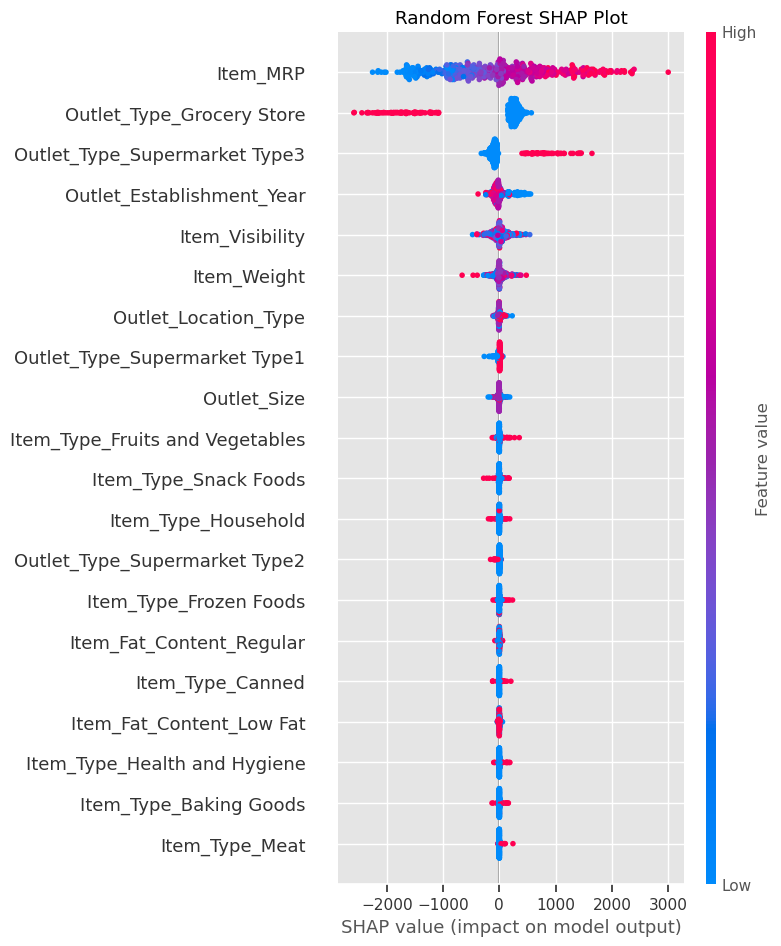 Random Forest SHAP Plot
High
Item_MRP
Outlet_Type_Grocery Store
Outlet_Type_Supermarket Type3
Outlet_Establishment_Year
Item_Visibility
Item_Weight
Outlet_Location_Type
Outlet_Type_Supermarket Type1
Outlet_Size
Item_Type_Fruits and Vegetables
Item_Type_Snack Foods
Item_Type_Household
Outlet_Type_Supermarket Type2
Item_Type_Frozen Foods
Item_Fat_Content_Regular
Item_Type_Canned
Item_Fat_Content_Low Fat
Item_Type_Health and Hygiene
Item_Type_Baking Goods
Item_Type_Meat
Feature value
Low
−2000 −1000 0 1000 2000 3000
SHAP value (impact on model output)